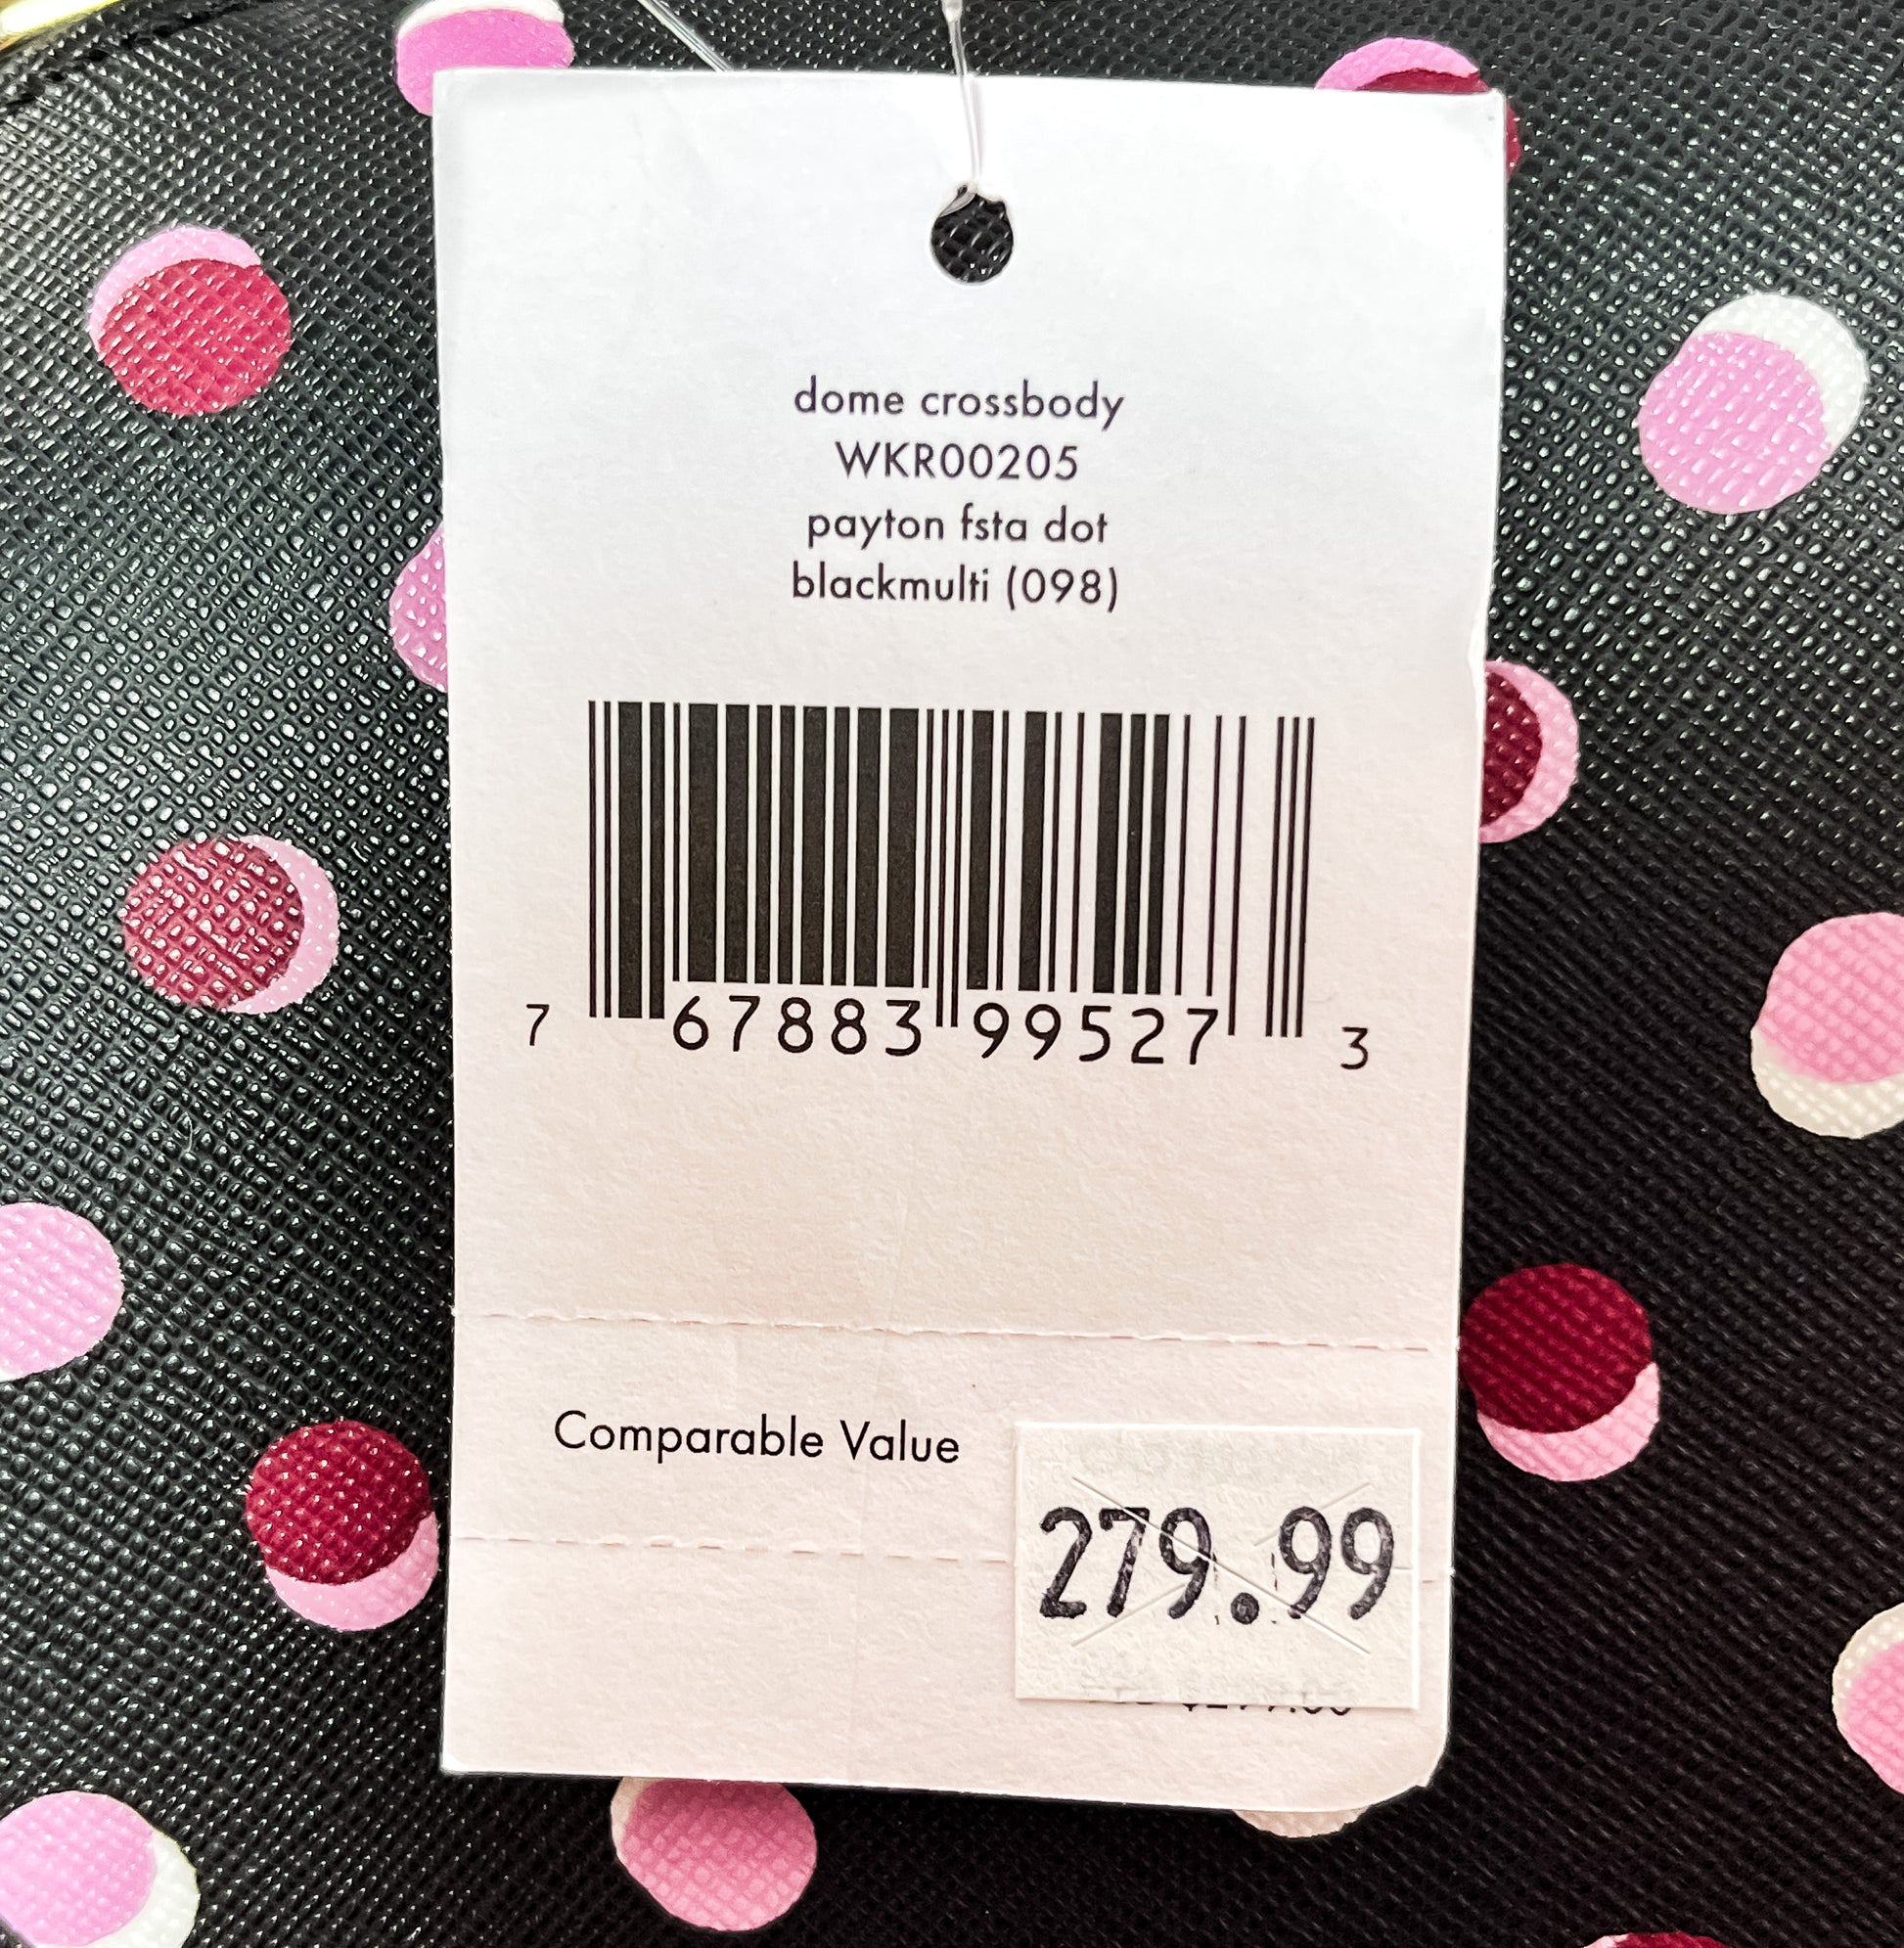 dome crossbody
WKR00205
payton fsta dot
blackmulti (098)
7 67883 99527 3
Comparable Value
279.99